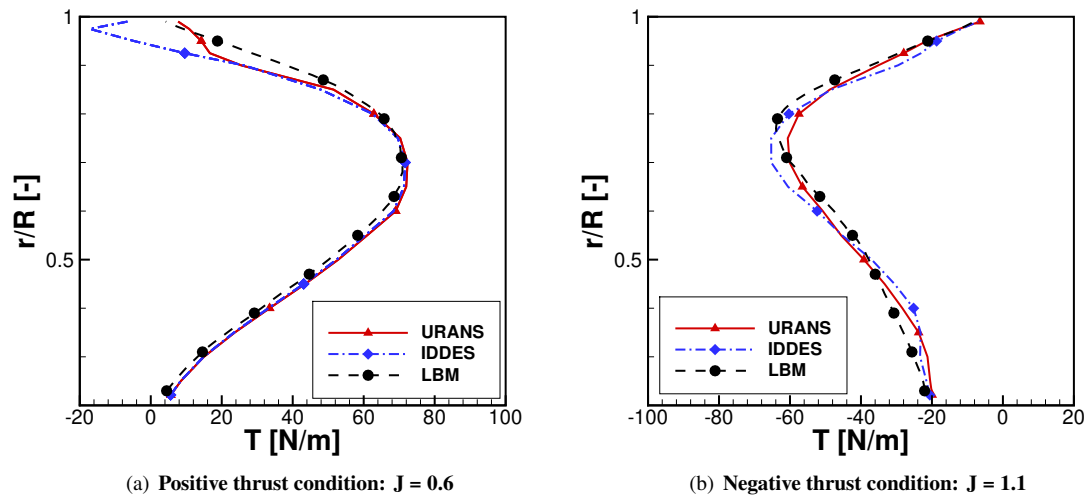 1
r/R [-]
0.5
URANS
IDDES
LBM
-20 0 20 40 60 80 100
T [N/m]
(a) Positive thrust condition: J = 0.6
1
r/R [-]
0.5
URANS
IDDES
LBM
-100 -80 -60 -40 -20 0 20
T [N/m]
(b) Negative thrust condition: J = 1.1